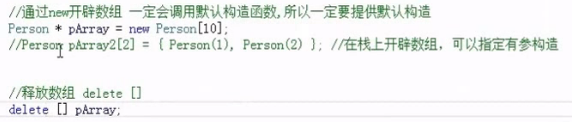 //通过new开辟数组 一定会调用默认构造函数,所以一定要提供默认构造
Person * pArray = new Person[10];
//Person pArray2[2] = { Person(1), Person(2) }; //在栈上开辟数组，可以指定有参构造
//释放数组 delete []
delete [] pArray;